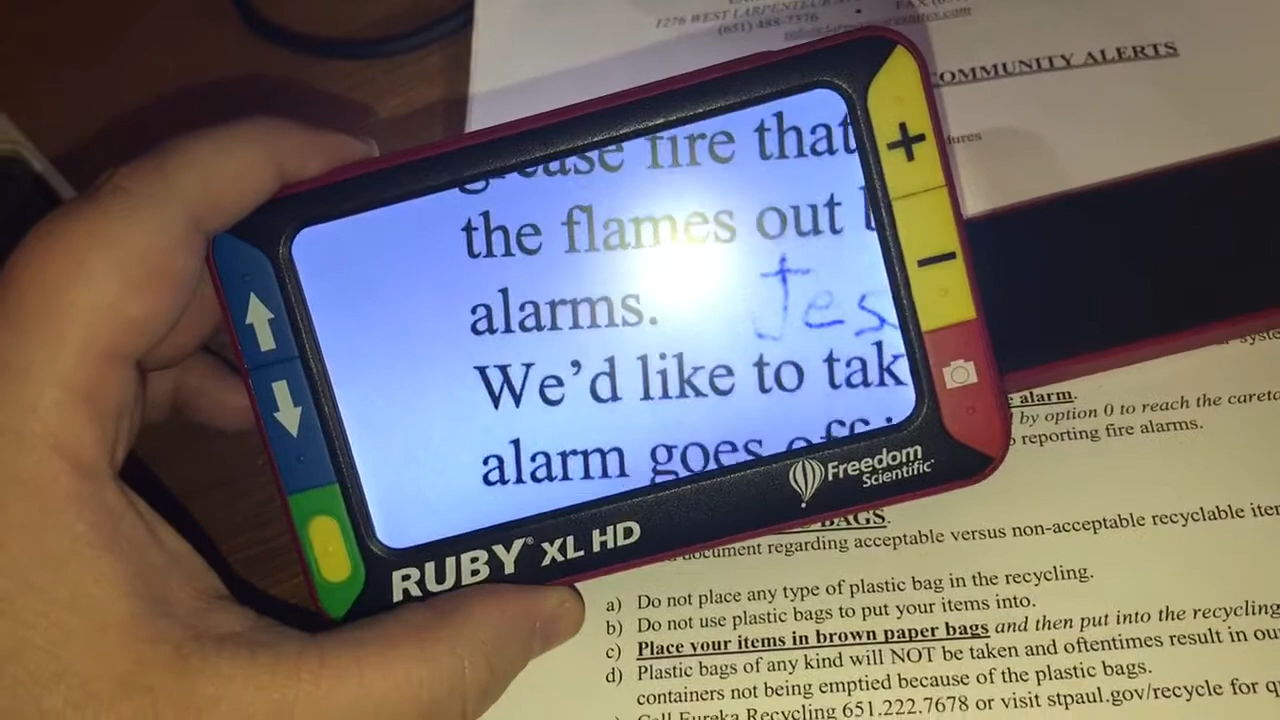 1276 WEST LARPENTEUR
(651) 488-7376
FAX
COMMUNITY ALERTS
grease fire that
the flames out
alarms. Jes
We'd like to tak
alarm goes off
+
-
Freedom
Scientific
RUBY® XL HD
alarm.
by option 0 to reach the careta
reporting fire alarms.
BAGS.
document regarding acceptable versus non-acceptable recyclable iter
a) Do not place any type of plastic bag in the recycling.
b) Do not use plastic bags to put your items into.
c) Place your items in brown paper bags and then put into the recycling
d) Plastic bags of any kind will NOT be taken and oftentimes result in ou
containers not being emptied because of the plastic bags.
Call Eureka Recycling 651.222.7678 or visit stpaul.gov/recycle for q